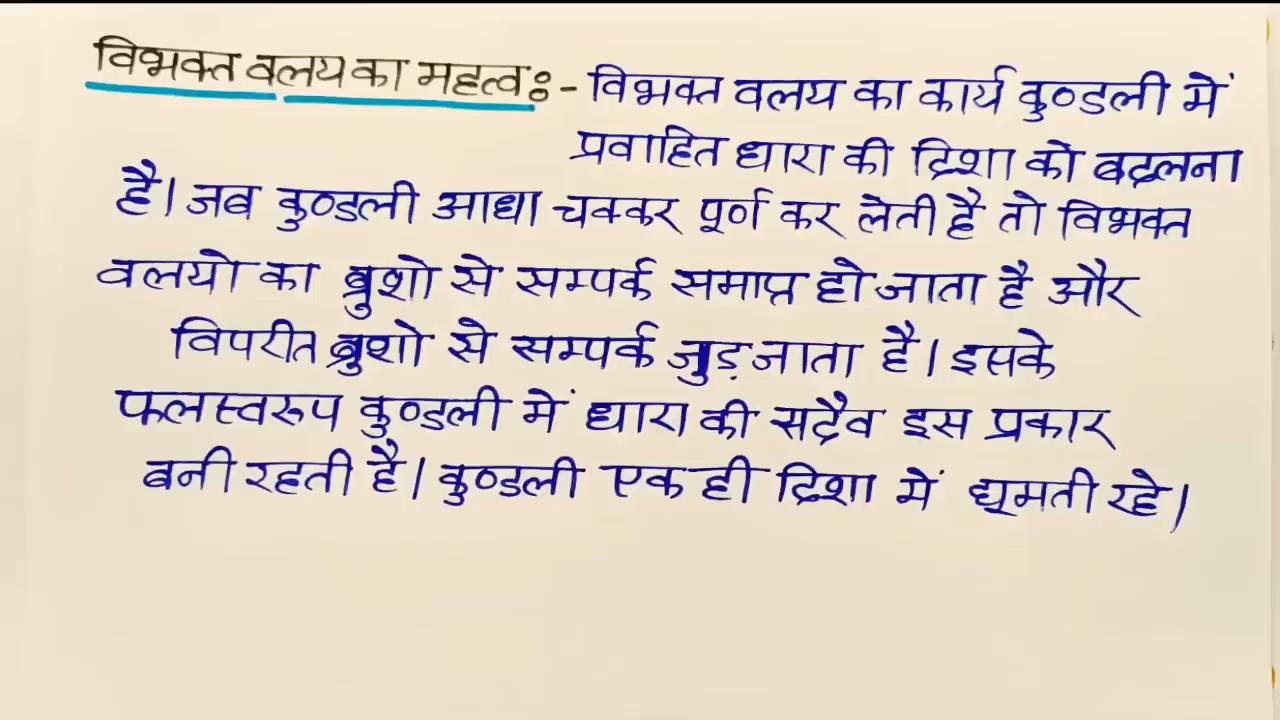 विभक्त वलय का महत्व:- विभक्त वलय का कार्य कुण्डली में
प्रवाहित धारा की दिशा को बदलना
है। जब कुण्डली आधा चक्कर पूर्ण कर लेती है तो विभक्त
वलयो का ब्रुशो से सम्पर्क समाप्त हो जाता है और
विपरीत ब्रुशो से सम्पर्क जुड़ जाता है। इसके
फलस्वरुप कुण्डली में धारा की सदैव इस प्रकार
बनी रहती है। कुण्डली एक ही दिशा में घूमती रहे।